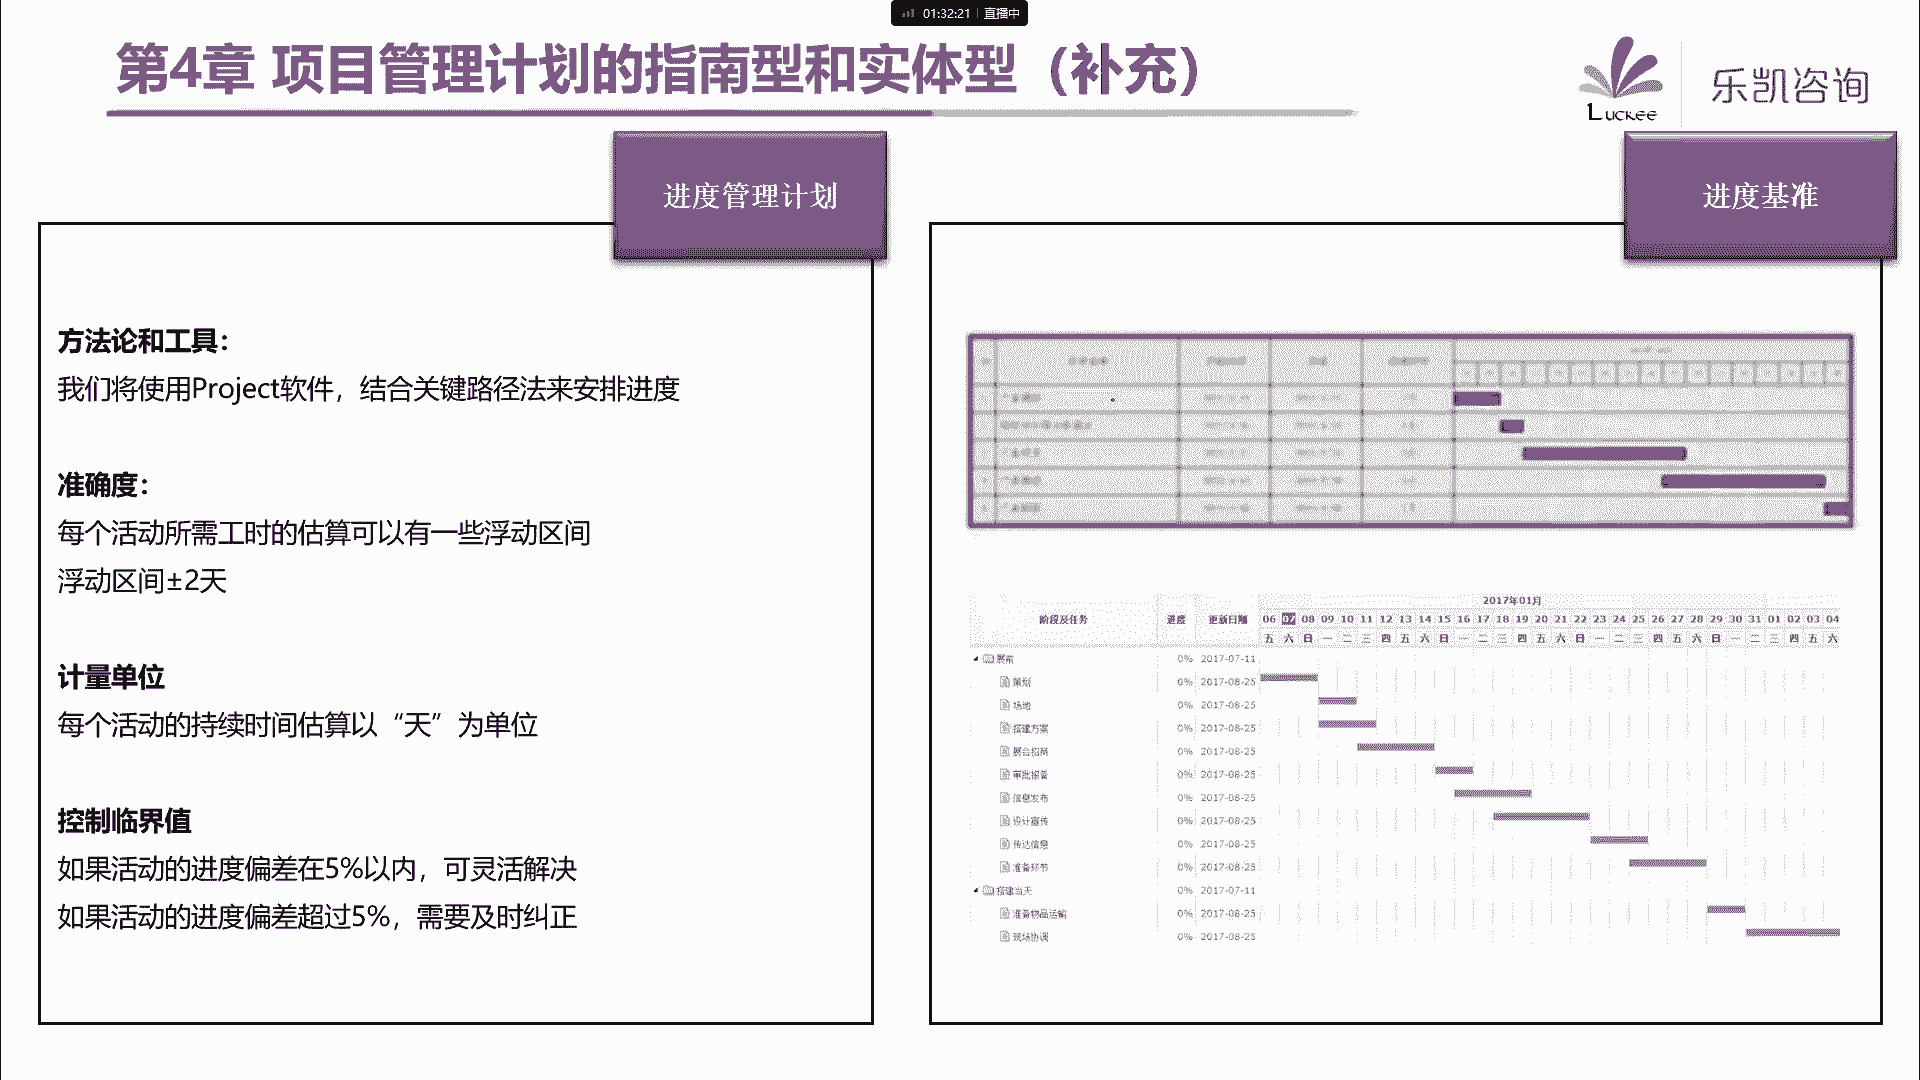 01:32:21 直播中
第4章 项目管理计划的指南型和实体型（补充）
Luckee
乐凯咨询
进度管理计划
方法论和工具：
我们将使用Project软件，结合关键路径法来安排进度
准确度：
每个活动所需工时的估算可以有一些浮动区间
浮动区间±2天
计量单位
每个活动的持续时间估算以“天”为单位
控制临界值
如果活动的进度偏差在5%以内，可灵活解决
如果活动的进度偏差超过5%，需要及时纠正
进度基准
2017年01月
阶段及任务 进度 更新日期 06 07 08 09 10 11 12 13 14 15 16 17 18 19 20 21 22 23 24 25 26 27 28 29 30 31 01 02 03 04
五 六 日 一 二 三 四 五 六 日 一 二 三 四 五 六 日 一 二 三 四 五 六 日 一 二 三 四 五 六
展前 0% 2017-07-11
策划 0% 2017-08-25
场地 0% 2017-08-25
搭建方案 0% 2017-08-25
展会招商 0% 2017-08-25
审批报备 0% 2017-08-25
信息发布 0% 2017-08-25
设计宣传 0% 2017-08-25
传达信息 0% 2017-08-25
准备环节 0% 2017-08-25
搭建当天 0% 2017-07-11
准备物品运输 0% 2017-08-25
现场协调 0% 2017-08-25